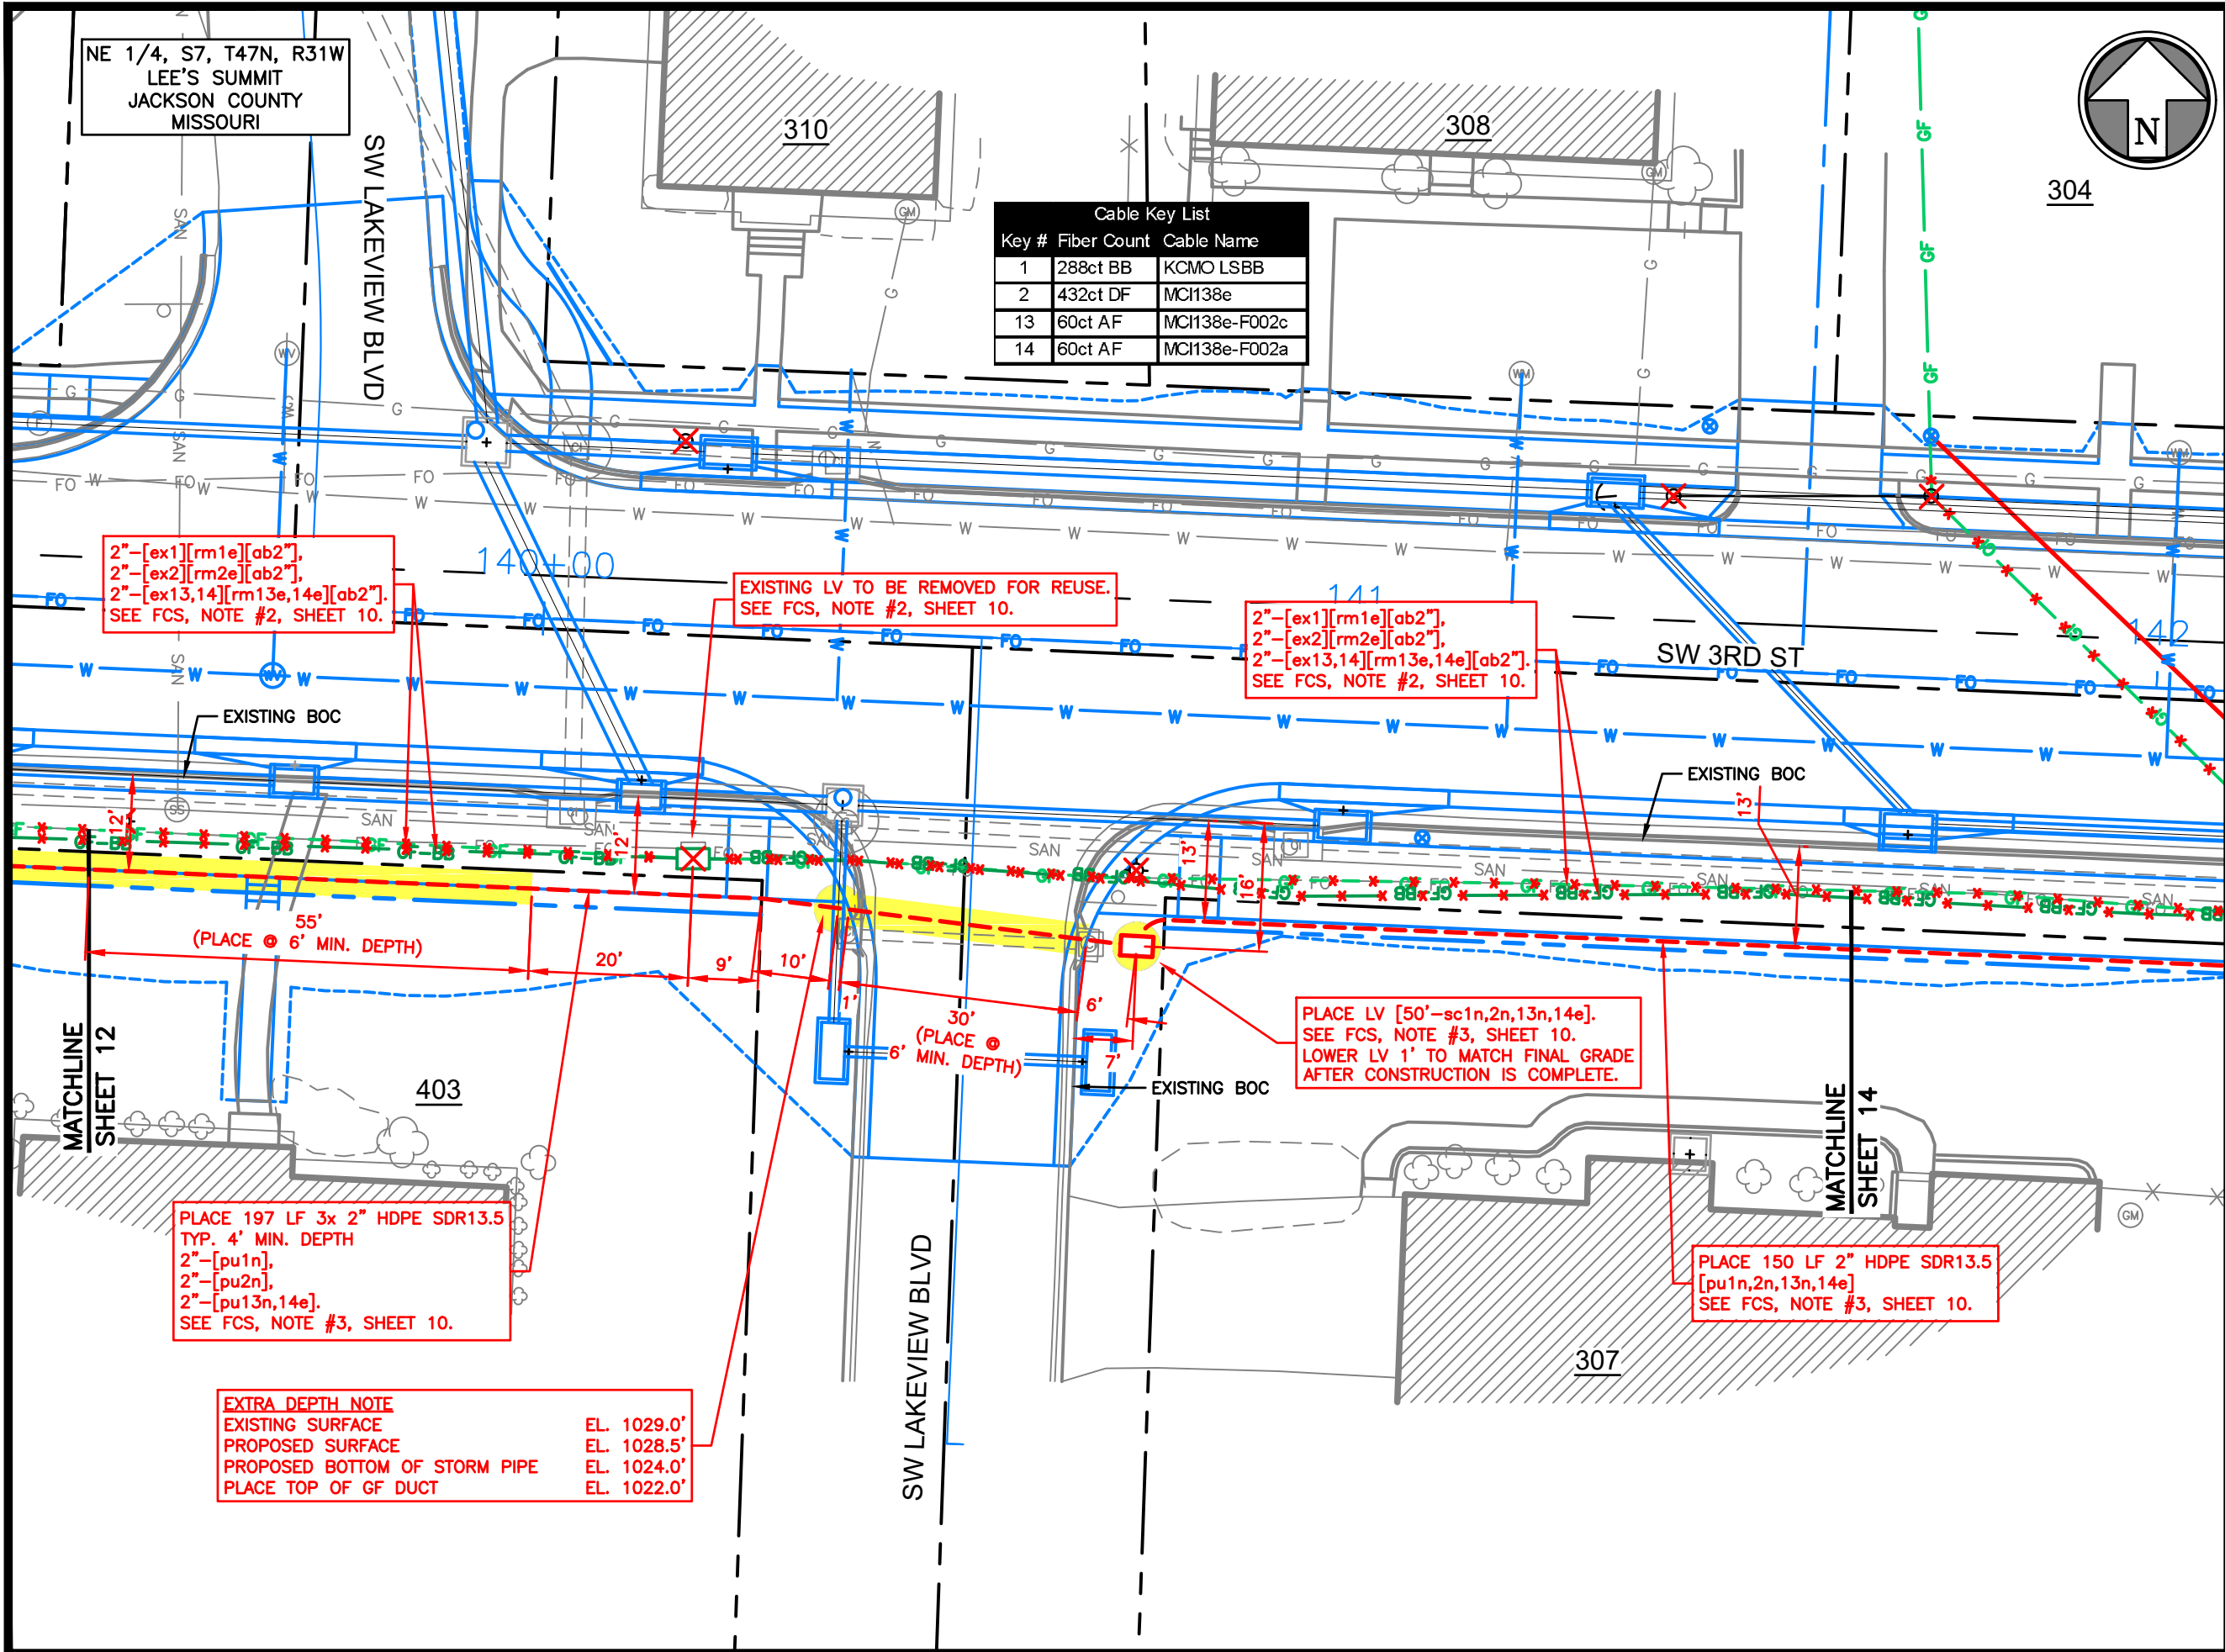 NE 1/4, S7, T47N, R31W
LEE'S SUMMIT
JACKSON COUNTY
MISSOURI
SW LAKEVIEW BLVD
310
308
304
N
Cable Key List
Key # Fiber Count Cable Name
1 288ct BB KCMO LSBB
2 432ct DF MCI138e
13 60ct AF MCI138e-F002c
14 60ct AF MCI138e-F002a
2"-[ex1][rm1e][ab2"],
2"-[ex2][rm2e][ab2"],
2"-[ex13,14][rm13e,14e][ab2"].
SEE FCS, NOTE #2, SHEET 10.
140+00
EXISTING LV TO BE REMOVED FOR REUSE.
SEE FCS, NOTE #2, SHEET 10.
141
2"-[ex1][rm1e][ab2"],
2"-[ex2][rm2e][ab2"],
2"-[ex13,14][rm13e,14e][ab2"].
SEE FCS, NOTE #2, SHEET 10.
SW 3RD ST
142
EXISTING BOC
EXISTING BOC
12'
12'
13'
16'
13'
55'
(PLACE @ 6' MIN. DEPTH)
20'
9'
10'
1'
30'
(PLACE @
6' MIN. DEPTH)
6'
7'
EXISTING BOC
PLACE LV [50'-sc1n,2n,13n,14e].
SEE FCS, NOTE #3, SHEET 10.
LOWER LV 1' TO MATCH FINAL GRADE
AFTER CONSTRUCTION IS COMPLETE.
MATCHLINE
SHEET 12
403
MATCHLINE
SHEET 14
PLACE 197 LF 3x 2" HDPE SDR13.5
TYP. 4' MIN. DEPTH
2"-[pu1n],
2"-[pu2n],
2"-[pu13n,14e].
SEE FCS, NOTE #3, SHEET 10.
PLACE 150 LF 2" HDPE SDR13.5
[pu1n,2n,13n,14e]
SEE FCS, NOTE #3, SHEET 10.
307
SW LAKEVIEW BLVD
EXTRA DEPTH NOTE
EXISTING SURFACE EL. 1029.0'
PROPOSED SURFACE EL. 1028.5'
PROPOSED BOTTOM OF STORM PIPE EL. 1024.0'
PLACE TOP OF GF DUCT EL. 1022.0'